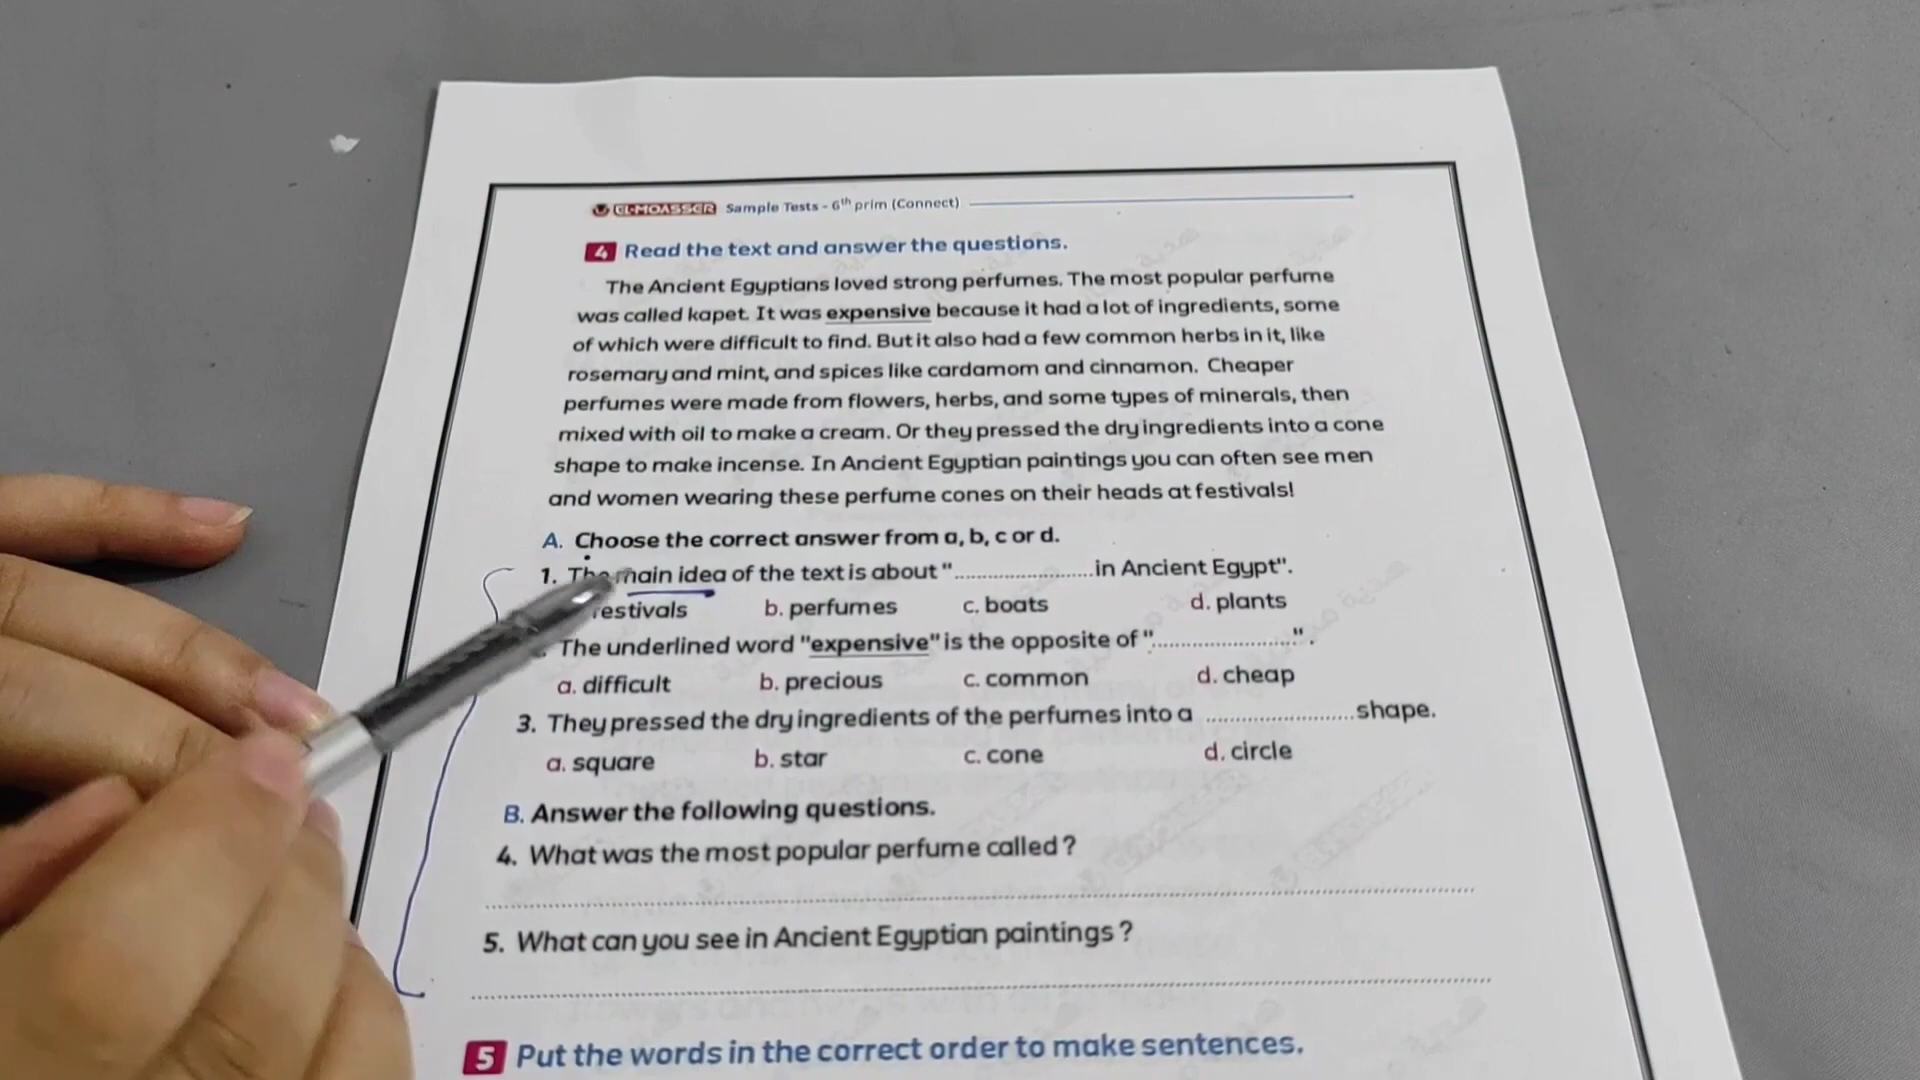 EL-MOASSER Sample Tests - 6th prim (Connect)
4 Read the text and answer the questions.
The Ancient Egyptians loved strong perfumes. The most popular perfume
was called kapet. It was expensive because it had a lot of ingredients, some
of which were difficult to find. But it also had a few common herbs in it, like
rosemary and mint, and spices like cardamom and cinnamon. Cheaper
perfumes were made from flowers, herbs, and some types of minerals, then
mixed with oil to make a cream. Or they pressed the dry ingredients into a cone
shape to make incense. In Ancient Egyptian paintings you can often see men
and women wearing these perfume cones on their heads at festivals!
A. Choose the correct answer from a, b, c or d.
1. The main idea of the text is about "......................in Ancient Egypt".
festivals b. perfumes c. boats d. plants
The underlined word "expensive" is the opposite of "......................".
a. difficult b. precious c. common d. cheap
3. They pressed the dry ingredients of the perfumes into a ......................shape.
a. square b. star c. cone d. circle
B. Answer the following questions.
4. What was the most popular perfume called?
5. What can you see in Ancient Egyptian paintings?
5 Put the words in the correct order to make sentences.